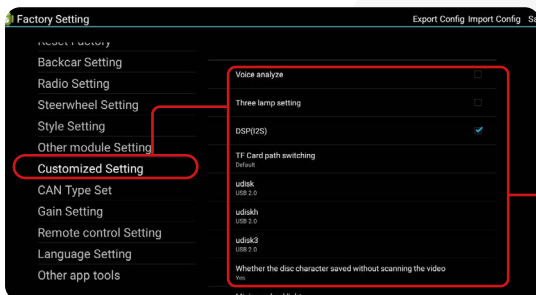 Factory Setting
Export Config Import Config
Reset Factory
Backcar Setting
Radio Setting
Steerwheel Setting
Style Setting
Other module Setting
Customized Setting
CAN Type Set
Gain Setting
Remote control Setting
Language Setting
Other app tools
Voice analyze
Three lamp setting
DSP(I2S)
TF Card path switching
Default
udisk
USB 2.0
udiskh
USB 2.0
udisk3
USB 2.0
Whether the disc character saved without scanning the video
Yes